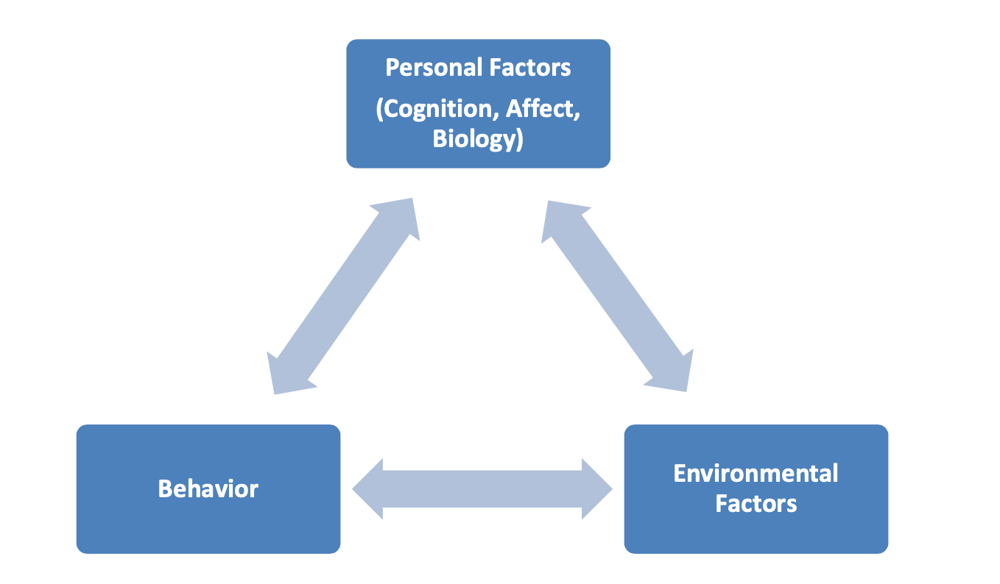 Personal Factors
(Cognition, Affect,
Biology)
Behavior
Environmental
Factors